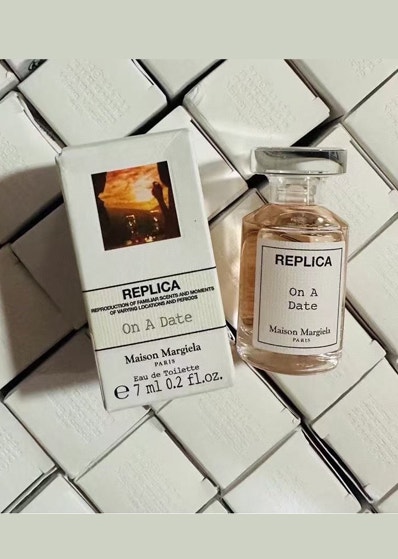 REPLICA
REPRODUCTION OF FAMILIAR SCENTS AND MOMENTS
OF VARYING LOCATIONS AND PERIODS
On A Date
Maison Margiela
PARIS
Eau de Toilette
e 7 ml 0.2 fl.oz.
REPLICA
On A
Date
Maison Margiela
PARIS